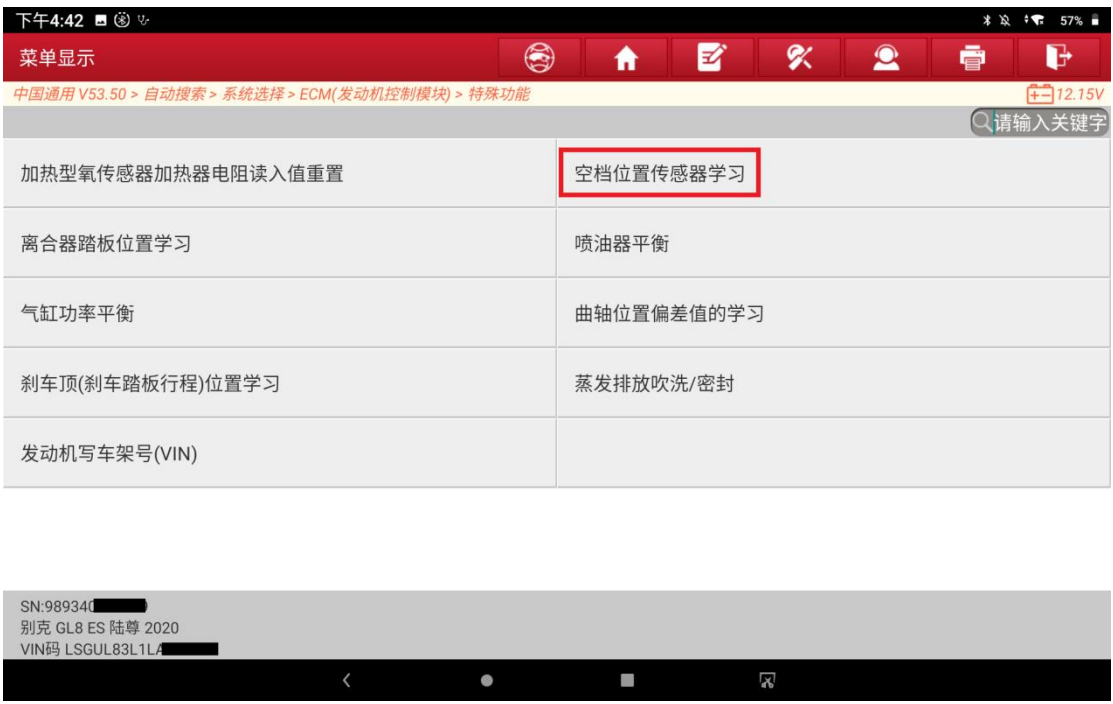 下午4:42
57%
菜单显示
中国通用 V53.50 > 自动搜索 > 系统选择 > ECM(发动机控制模块) > 特殊功能
12.15V
请输入关键字
加热型氧传感器加热器电阻读入值重置
空档位置传感器学习
离合器踏板位置学习
喷油器平衡
气缸功率平衡
曲轴位置偏差值的学习
刹车顶(刹车踏板行程)位置学习
蒸发排放吹洗/密封
发动机写车架号(VIN)
SN:989340
别克 GL8 ES 陆尊 2020
VIN码 LSGUL83L1LA